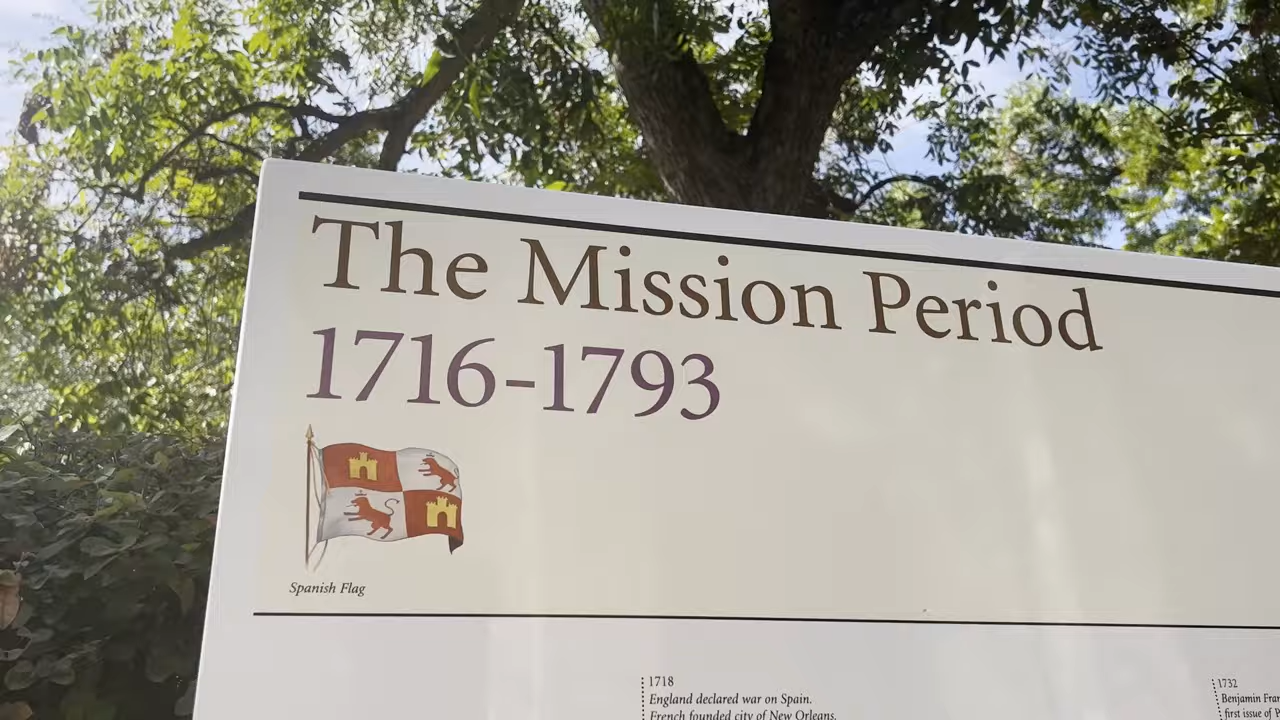 The Mission Period
1716-1793
Spanish Flag
1718
England declared war on Spain.
French founded city of New Orleans.
1732
Benjamin
first issue of